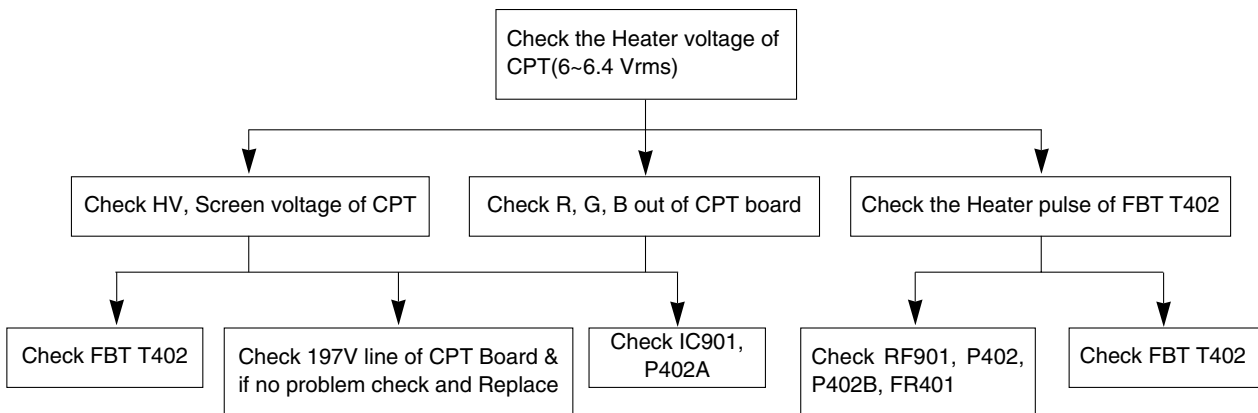 Check the Heater voltage of
CPT(6~6.4 Vrms)
Check HV, Screen voltage of CPT
Check R, G, B out of CPT board
Check the Heater pulse of FBT T402
Check FBT T402
Check 197V line of CPT Board &
if no problem check and Replace
Check IC901,
P402A
Check RF901, P402,
P402B, FR401
Check FBT T402